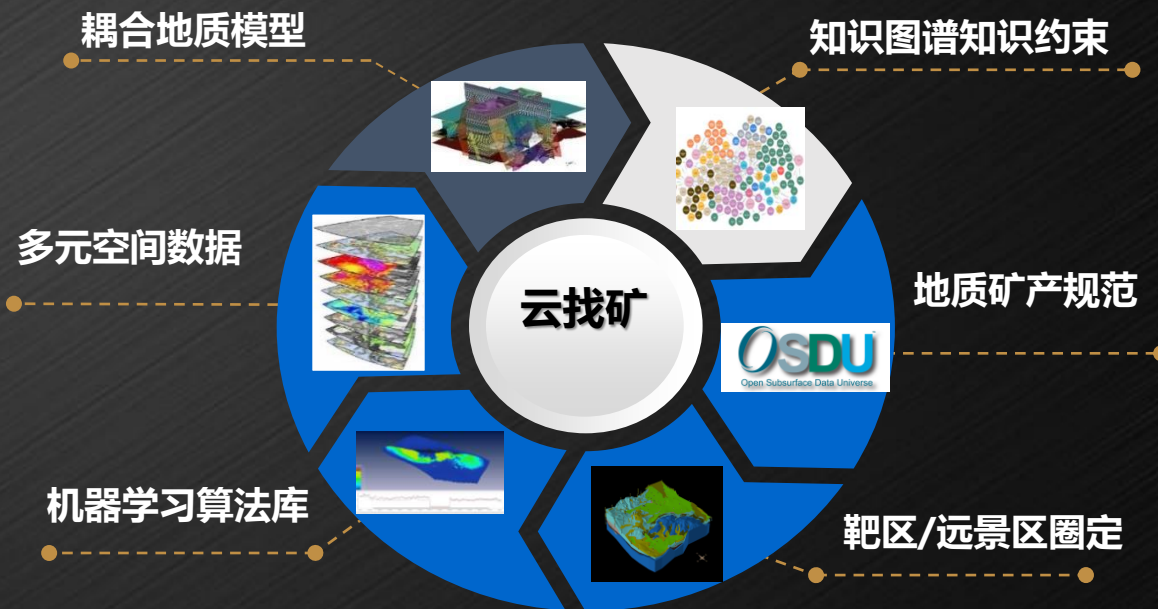 耦合地质模型
知识图谱知识约束
多元空间数据
云找矿
地质矿产规范
OSDU
Open Subsurface Data Universe
机器学习算法库
靶区/远景区圈定